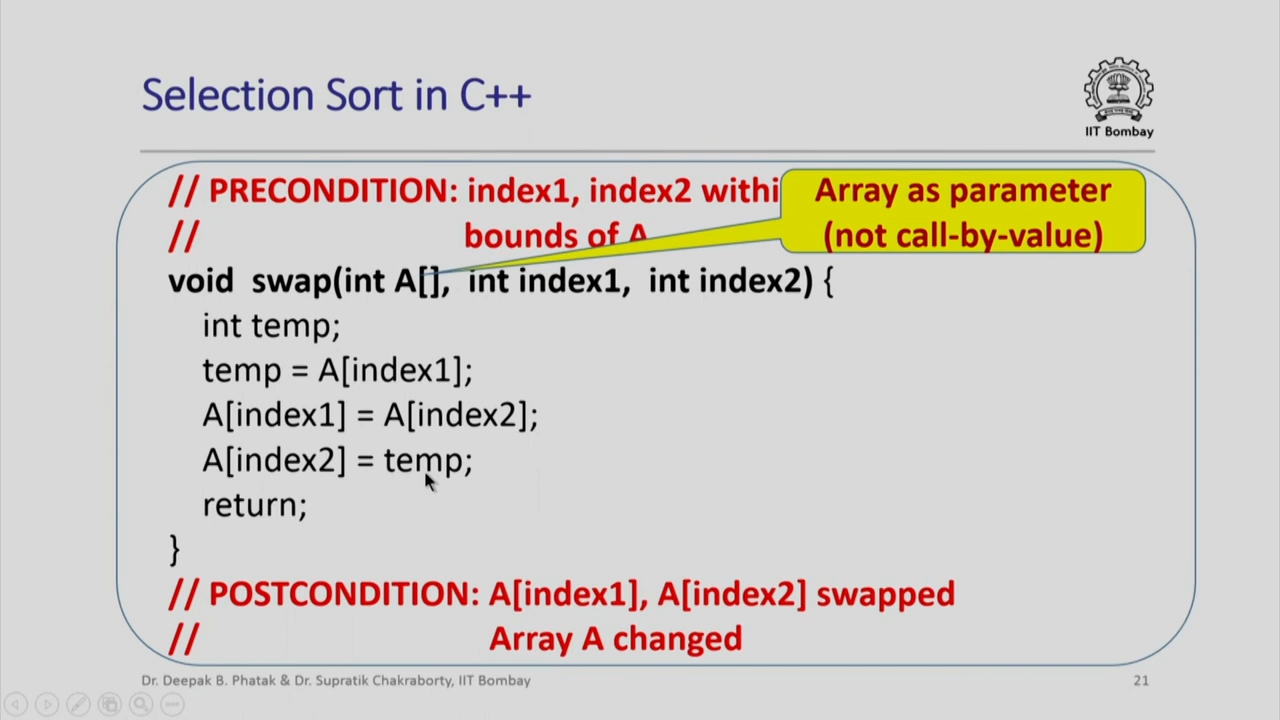 Selection Sort in C++
IIT Bombay
// PRECONDITION: index1, index2 withi
Array as parameter
// bounds of A
(not call-by-value)
void swap(int A[], int index1, int index2) {
int temp;
temp = A[index1];
A[index1] = A[index2];
A[index2] = temp;
return;
}
// POSTCONDITION: A[index1], A[index2] swapped
// Array A changed
Dr. Deepak B. Phatak & Dr. Supratik Chakraborty, IIT Bombay
21